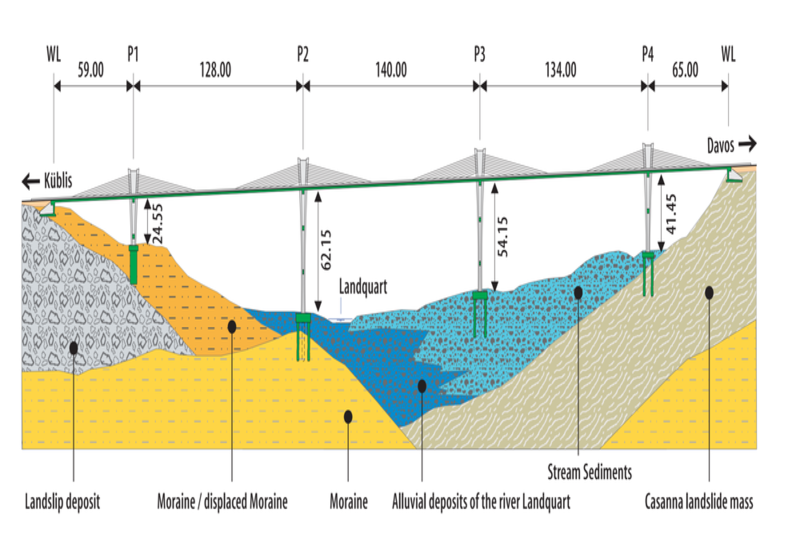 WL P1 P2 P3 P4 WL
59.00 128.00 140.00 134.00 65.00
Davos →
← Küblis
24.55
62.15
54.15
41.45
Landquart
Stream Sediments
Landslip deposit
Moraine / displaced Moraine
Moraine
Alluvial deposits of the river Landquart
Casanna landslide mass